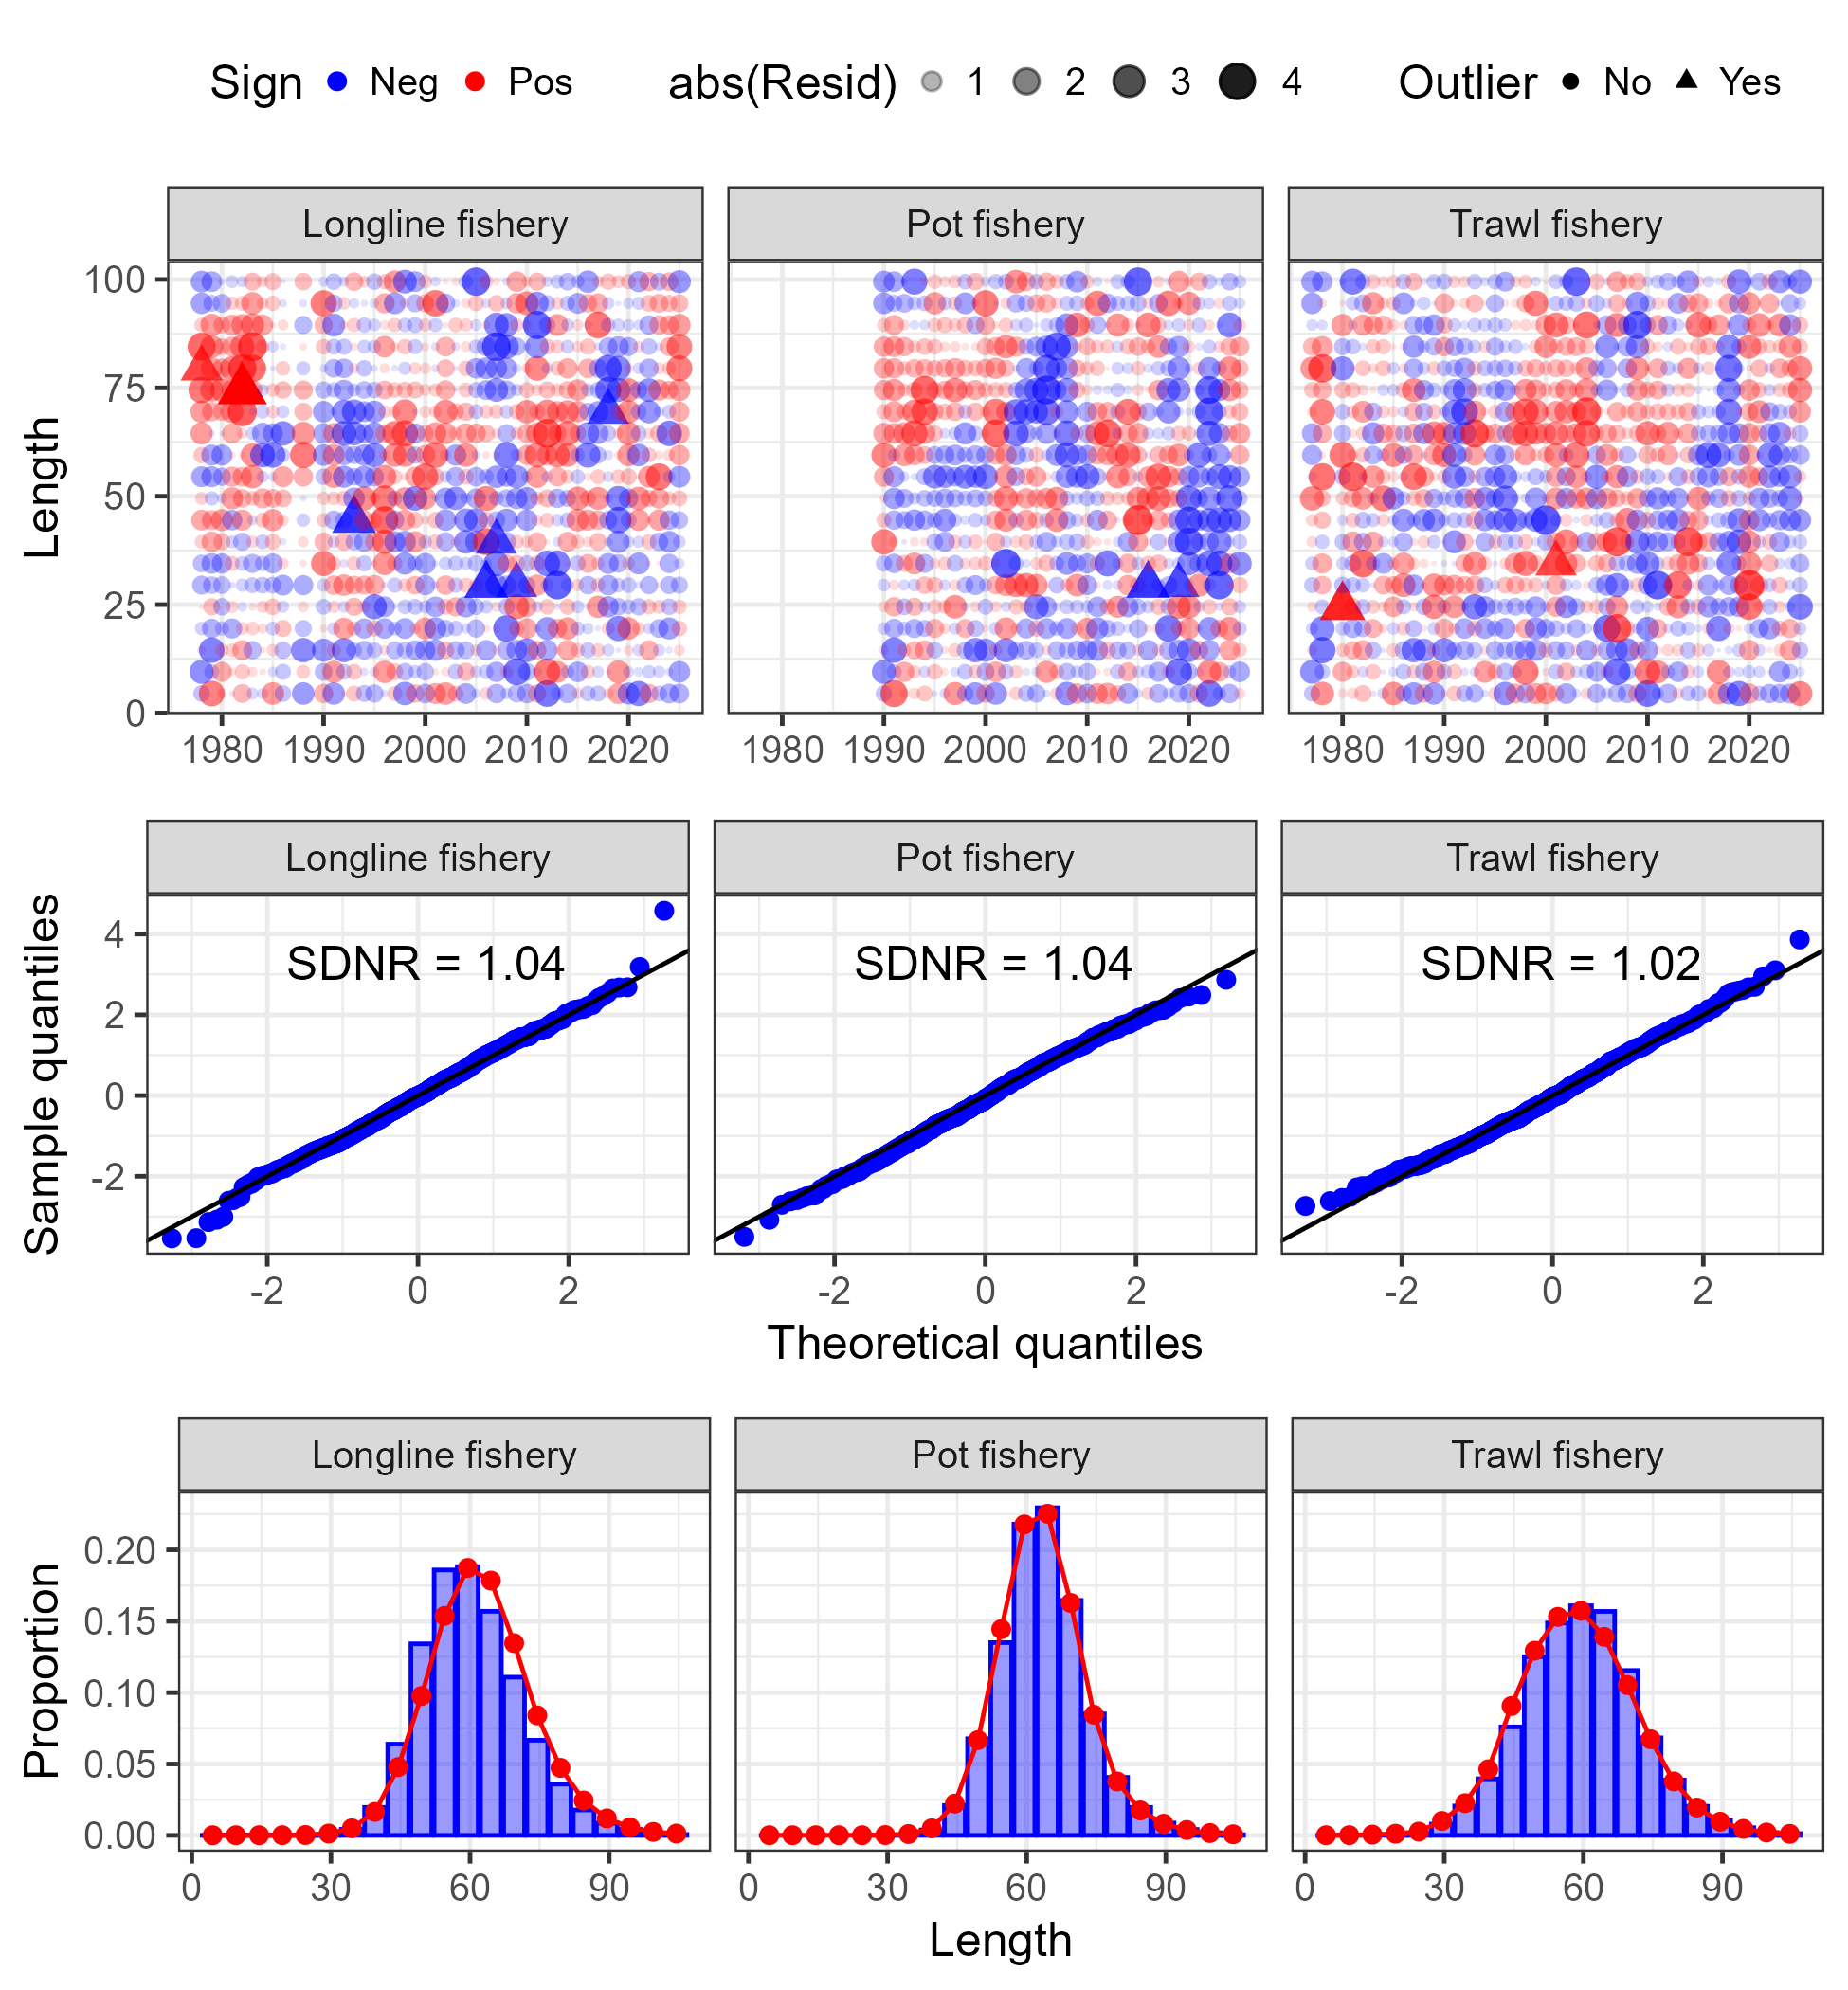 Sign Neg Pos abs(Resid) 1 2 3 4 Outlier No Yes
Longline fishery Pot fishery Trawl fishery
Length
100
75
50
25
0
1980 1990 2000 2010 2020 1980 1990 2000 2010 2020 1980 1990 2000 2010 2020
Longline fishery Pot fishery Trawl fishery
Sample quantiles
4
2
0
-2
SDNR = 1.04 SDNR = 1.04 SDNR = 1.02
-2 0 2 -2 0 2 -2 0 2
Theoretical quantiles
Longline fishery Pot fishery Trawl fishery
Proportion
0.20
0.15
0.10
0.05
0.00
0 30 60 90 0 30 60 90 0 30 60 90
Length